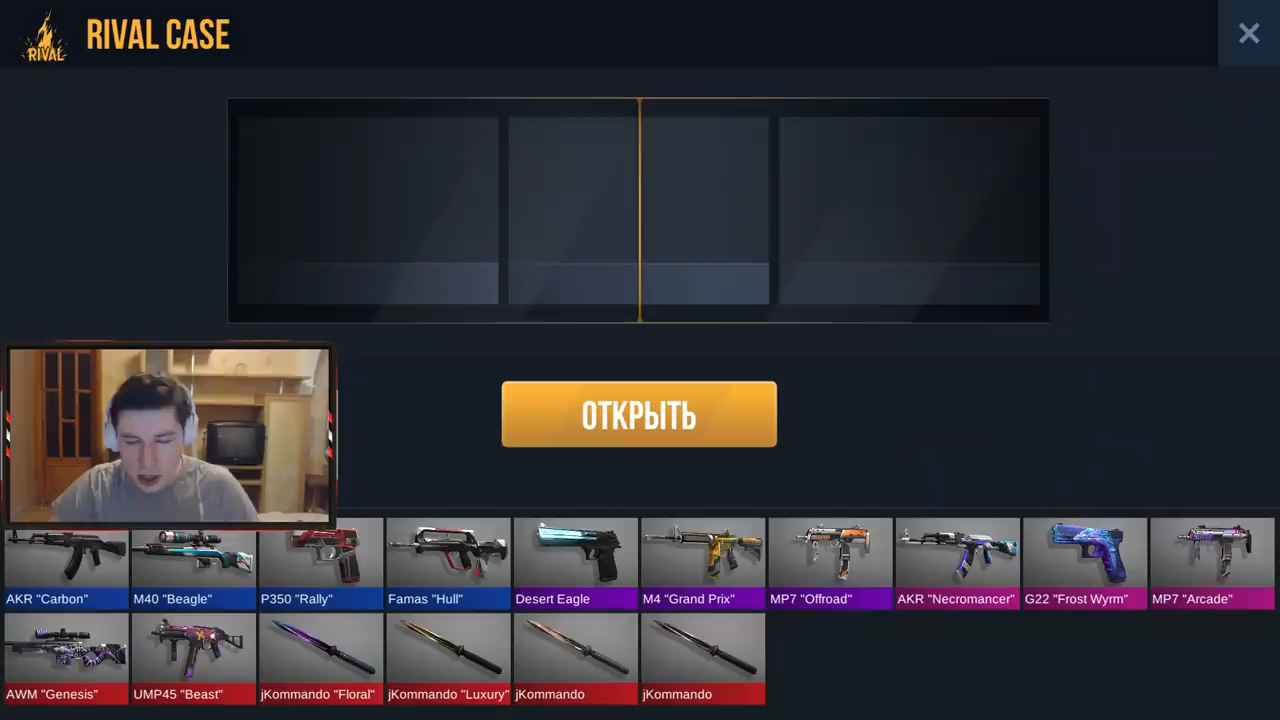 RIVAL
RIVAL CASE
ОТКРЫТЬ
AKR "Carbon"
M40 "Beagle"
P350 "Rally"
Famas "Hull"
Desert Eagle
M4 "Grand Prix"
MP7 "Offroad"
AKR "Necromancer"
G22 "Frost Wyrm"
MP7 "Arcade"
AWM "Genesis"
UMP45 "Beast"
jKommando "Floral"
jKommando "Luxury"
jKommando
jKommando